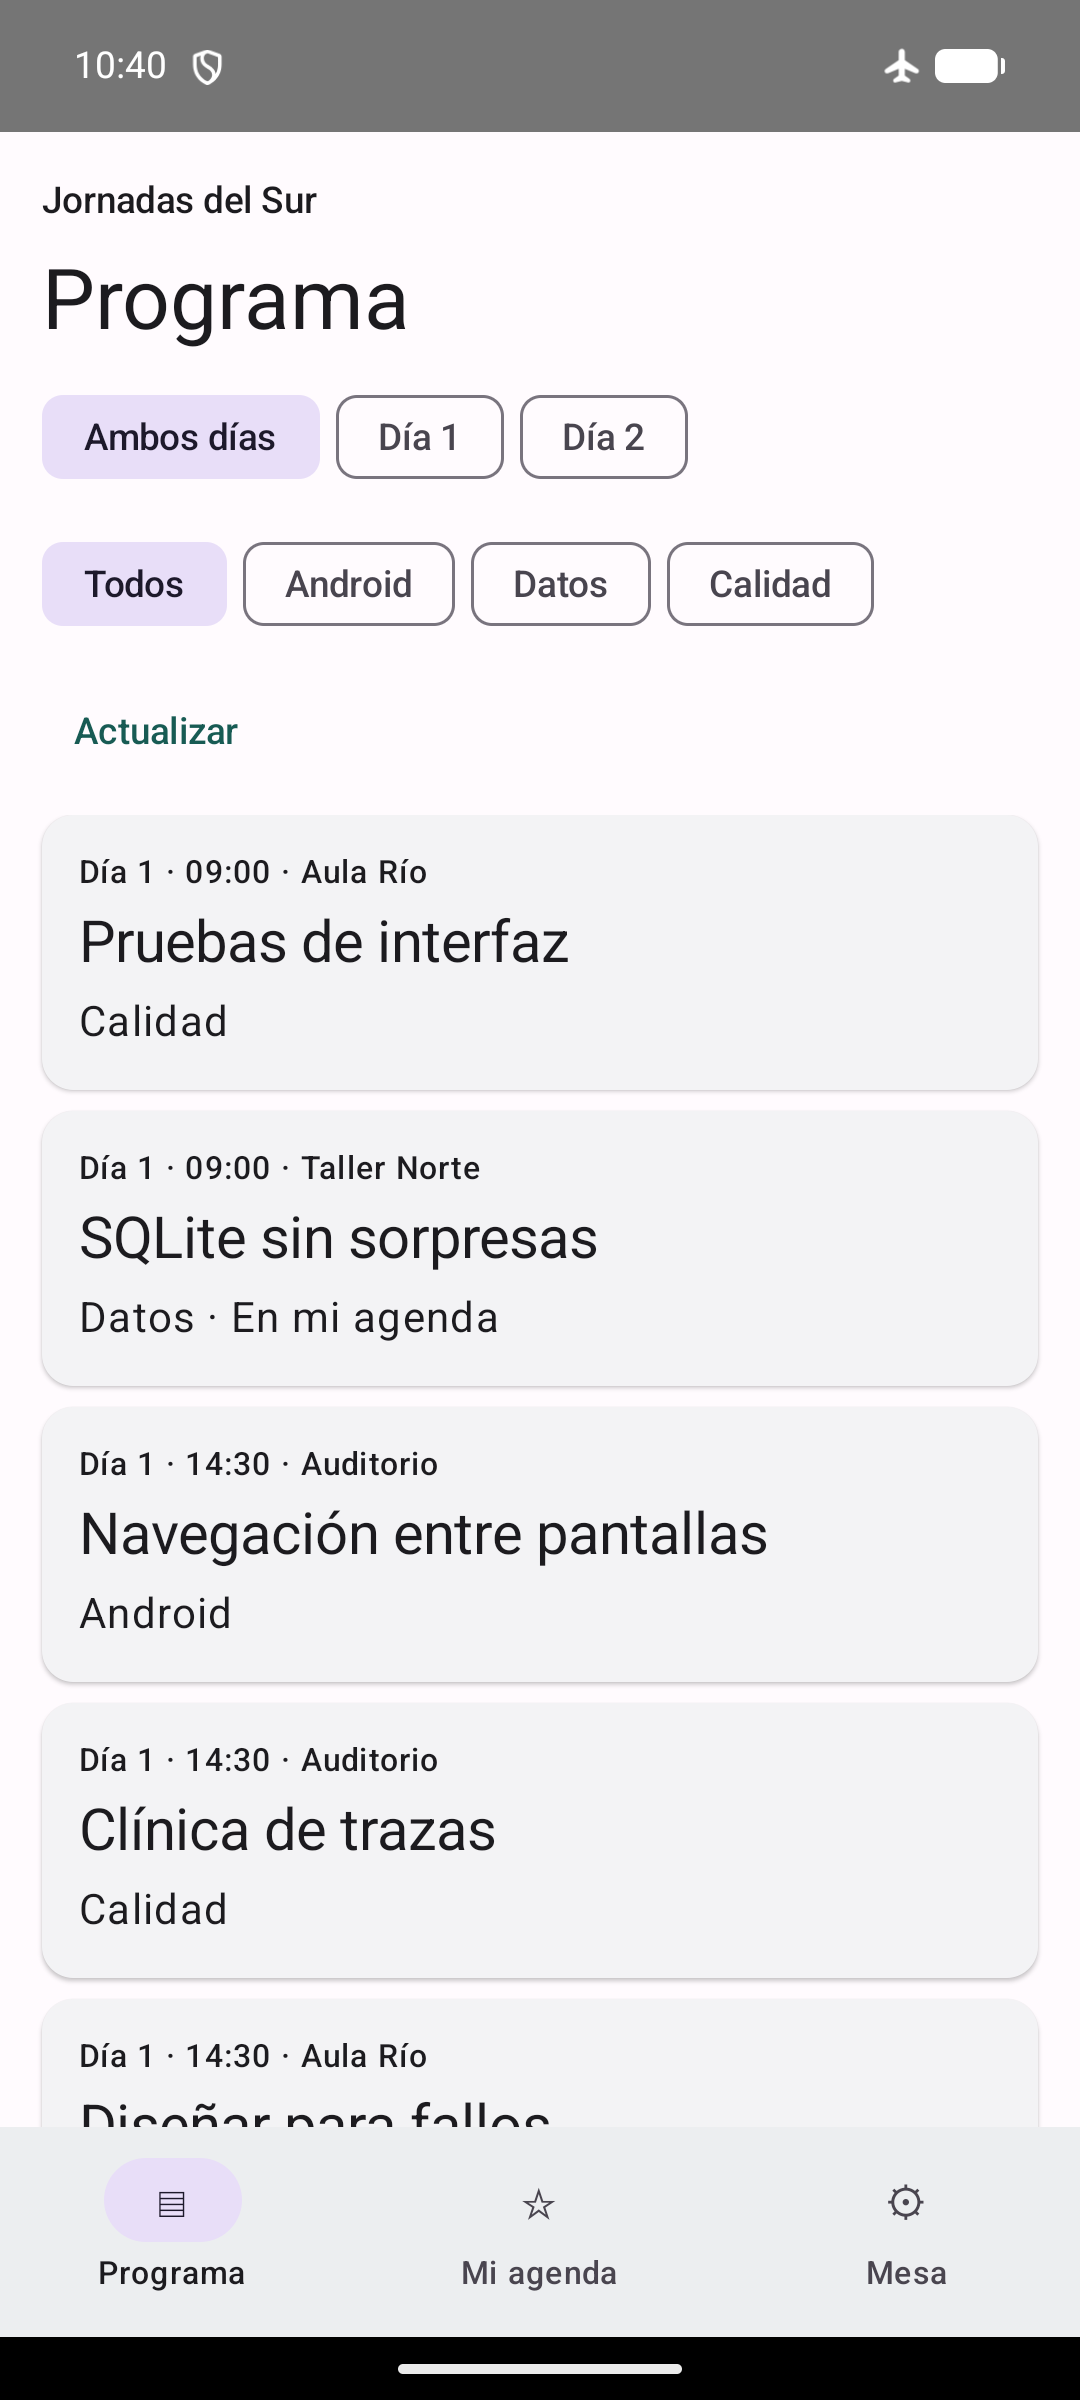 10:40
Jornadas del Sur
Programa
Ambos días Día 1 Día 2
Todos Android Datos Calidad
Actualizar
Día 1 · 09:00 · Aula Río
Pruebas de interfaz
Calidad
Día 1 · 09:00 · Taller Norte
SQLite sin sorpresas
Datos · En mi agenda
Día 1 · 14:30 · Auditorio
Navegación entre pantallas
Android
Día 1 · 14:30 · Auditorio
Clínica de trazas
Calidad
Día 1 · 14:30 · Aula Río
Diseñar para fallos
Programa Mi agenda Mesa